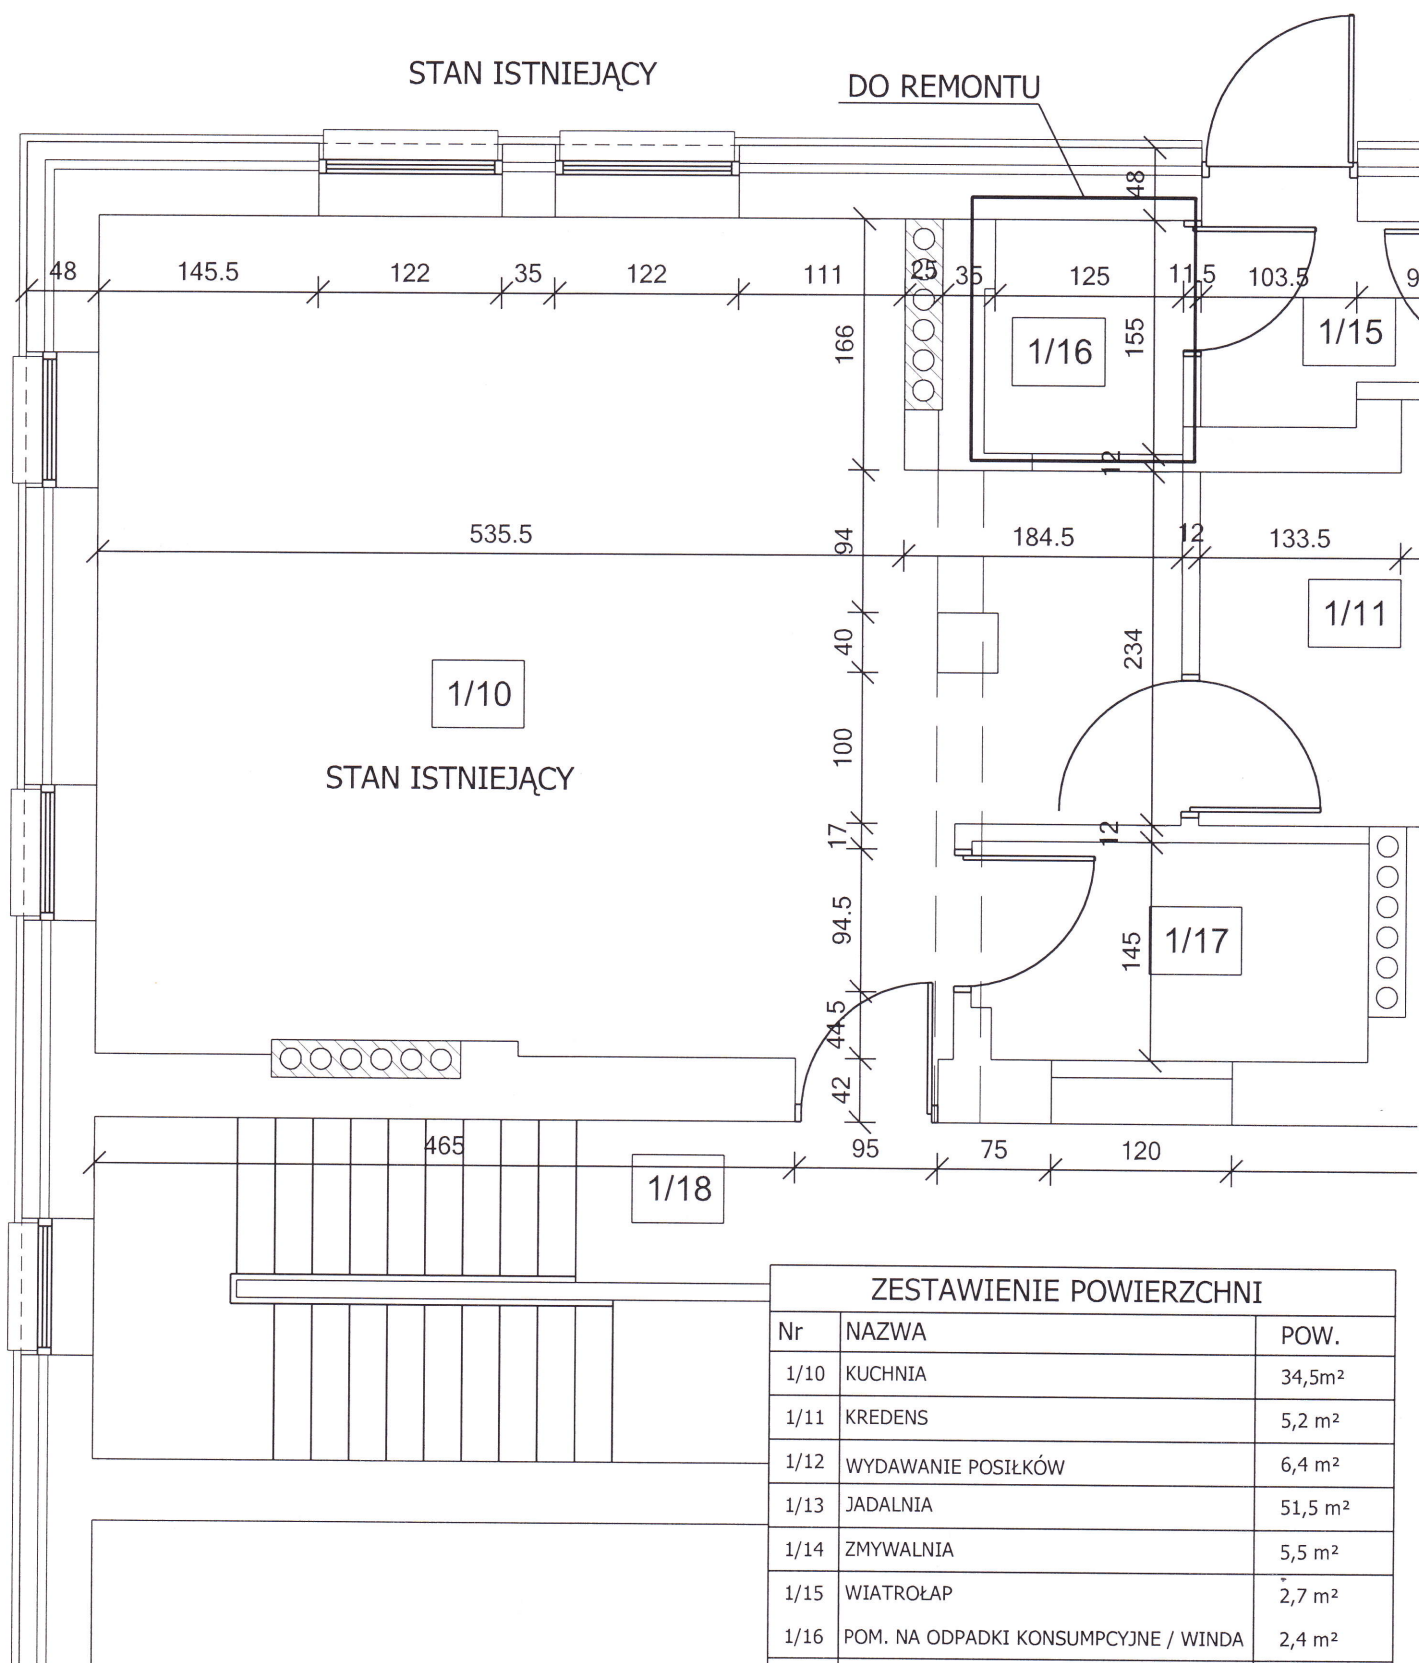 STAN ISTNIEJĄCY
DO REMONTU
48
48 145.5 122 35 122 111 25 35 125 11.5 103.5 9
166
1/16
155
1/15
12
535.5 184.5 12 133.5
94
1/11
40
234
1/10
100
STAN ISTNIEJĄCY
17
12
94.5
145
1/17
44.5
42
465 95 75 120
1/18
ZESTAWIENIE POWIERZCHNI
Nr NAZWA POW.
1/10 KUCHNIA 34,5m²
1/11 KREDENS 5,2 m²
1/12 WYDAWANIE POSIŁKÓW 6,4 m²
1/13 JADALNIA 51,5 m²
1/14 ZMYWALNIA 5,5 m²
1/15 WIATROŁAP 2,7 m²
1/16 POM. NA ODPADKI KONSUMPCYJNE / WINDA 2,4 m²